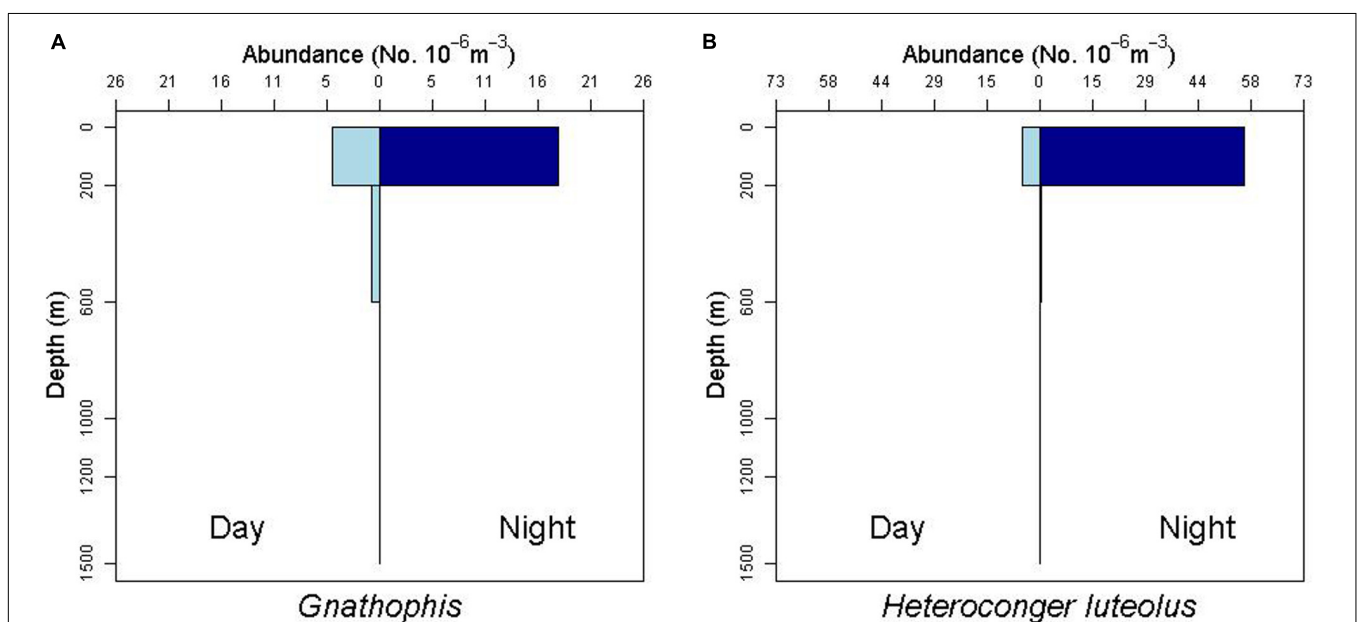 A
Abundance (No. 10⁻⁶m⁻³)
26 21 16 11 5 0 5 11 16 21 26
Depth (m)
0
200
600
1000
1200
1500
Day
Night
Gnathophis
B
Abundance (No. 10⁻⁶m⁻³)
73 58 44 29 15 0 15 29 44 58 73
Depth (m)
0
200
600
1000
1200
1500
Day
Night
Heteroconger luteolus